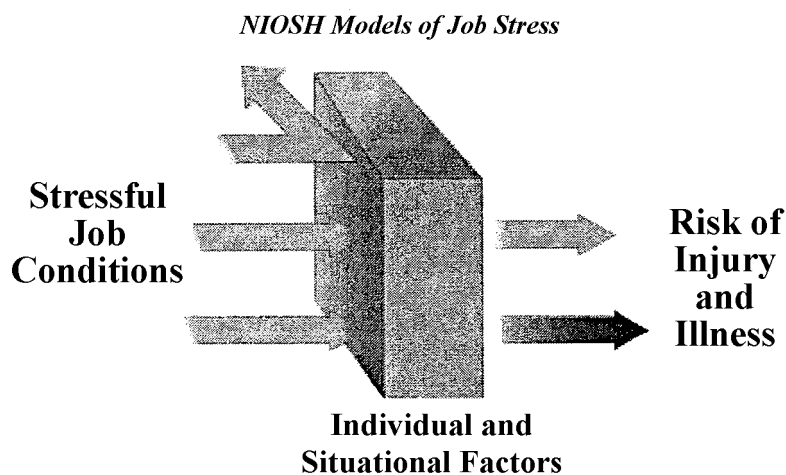 NIOSH Models of Job Stress
Stressful
Job
Conditions
Risk of
Injury
and
Illness
Individual and
Situational Factors